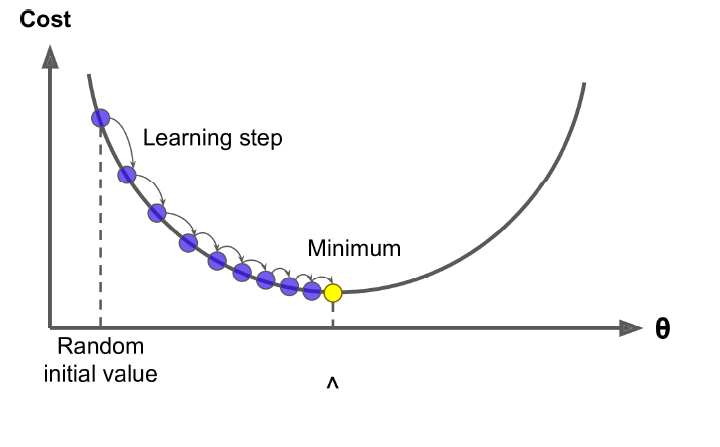 Cost
Learning step
Minimum
θ
Random
initial value
^